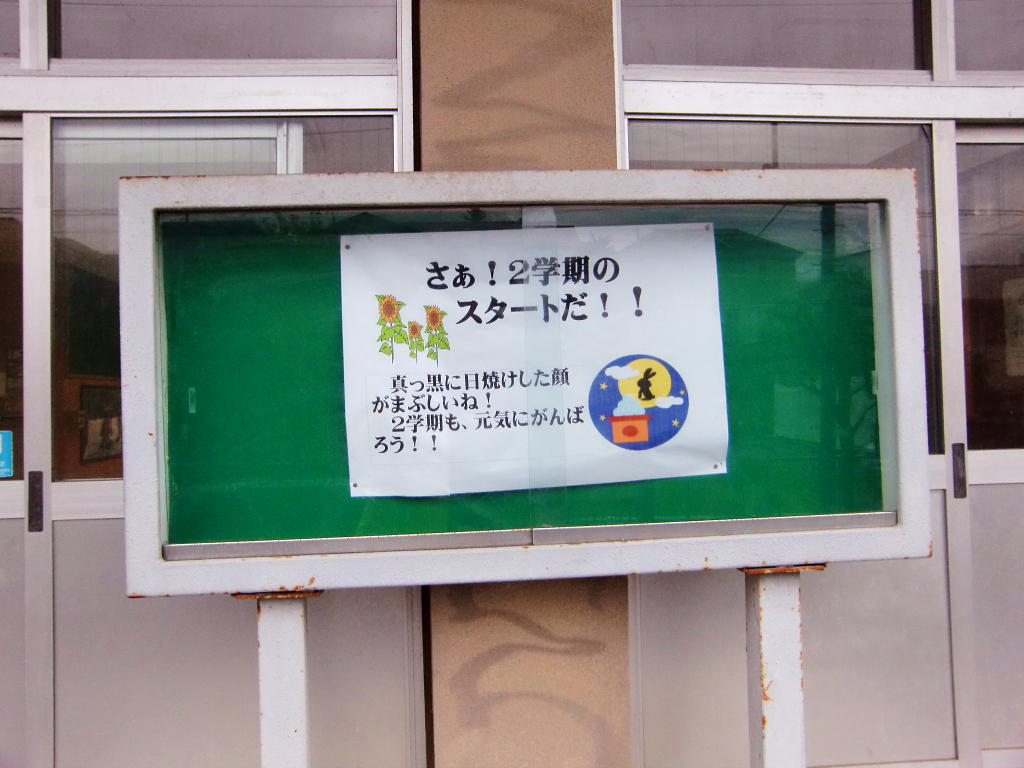 さぁ！２学期の
スタートだ！！
真っ黒に日焼けした顔
がまぶしいね！
２学期も、元気にがんば
ろう！！